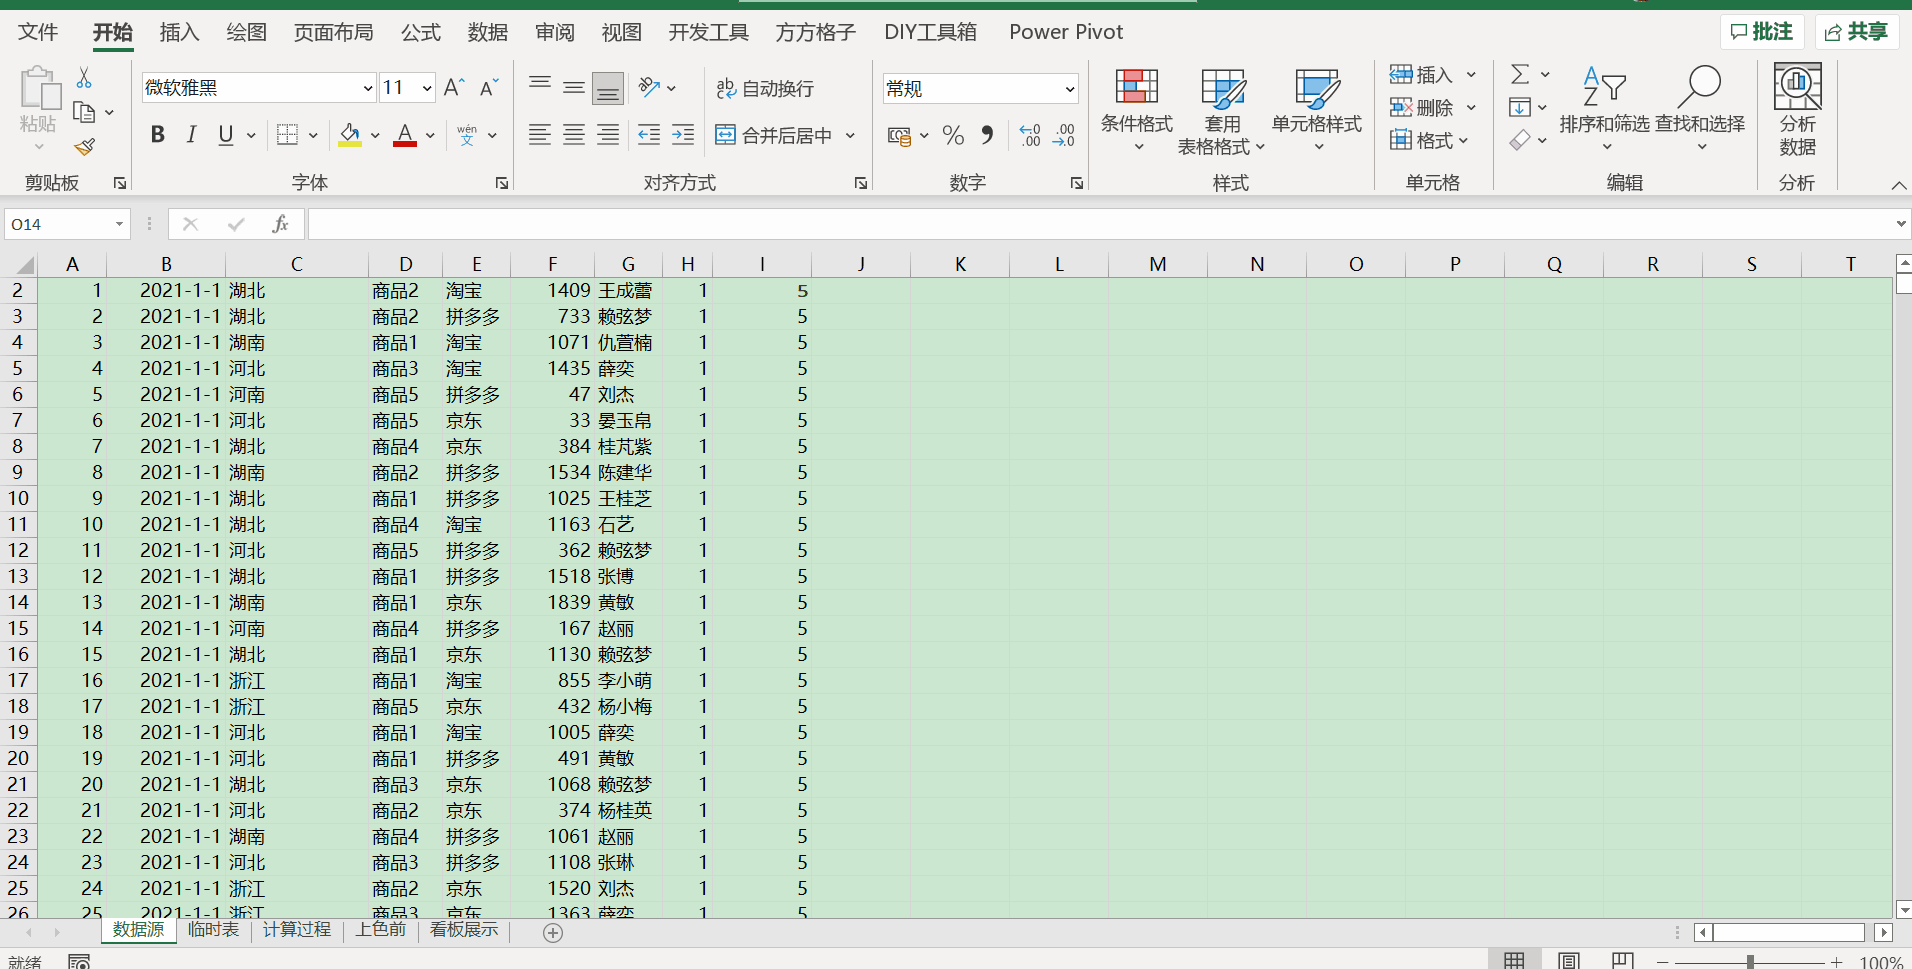 文件 开始 插入 绘图 页面布局 公式 数据 审阅 视图 开发工具 方方格子 DIY工具箱 Power Pivot 批注 共享
微软雅黑 11 自动换行 常规 插入
粘贴 删除
合并后居中 条件格式 套用 表格格式 单元格样式 格式 排序和筛选 查找和选择 分析 数据
剪贴板 字体 对齐方式 数字 样式 单元格 编辑 分析
O14 fx
A B C D E F G H I J K L M N O P Q R S T
2 1 2021-1-1 湖北 商品2 淘宝 1409 王成蕾 1 5
3 2 2021-1-1 湖北 商品2 拼多多 733 赖弦梦 1 5
4 3 2021-1-1 湖南 商品1 淘宝 1071 仇萱楠 1 5
5 4 2021-1-1 河北 商品3 淘宝 1435 薛奕 1 5
6 5 2021-1-1 河南 商品5 拼多多 47 刘杰 1 5
7 6 2021-1-1 河北 商品5 京东 33 晏玉帛 1 5
8 7 2021-1-1 湖北 商品4 京东 384 桂芃紫 1 5
9 8 2021-1-1 湖南 商品2 拼多多 1534 陈建华 1 5
10 9 2021-1-1 湖北 商品1 拼多多 1025 王桂芝 1 5
11 10 2021-1-1 湖北 商品4 淘宝 1163 石艺 1 5
12 11 2021-1-1 河北 商品5 拼多多 362 赖弦梦 1 5
13 12 2021-1-1 湖北 商品1 拼多多 1518 张博 1 5
14 13 2021-1-1 湖南 商品1 京东 1839 黄敏 1 5
15 14 2021-1-1 河南 商品4 拼多多 167 赵丽 1 5
16 15 2021-1-1 湖北 商品1 京东 1130 赖弦梦 1 5
17 16 2021-1-1 浙江 商品1 淘宝 855 李小萌 1 5
18 17 2021-1-1 浙江 商品5 京东 432 杨小梅 1 5
19 18 2021-1-1 河北 商品1 淘宝 1005 薛奕 1 5
20 19 2021-1-1 河北 商品1 拼多多 491 黄敏 1 5
21 20 2021-1-1 湖北 商品3 京东 1068 赖弦梦 1 5
22 21 2021-1-1 河北 商品2 京东 374 杨桂英 1 5
23 22 2021-1-1 湖南 商品4 拼多多 1061 赵丽 1 5
24 23 2021-1-1 河北 商品3 拼多多 1108 张琳 1 5
25 24 2021-1-1 浙江 商品2 京东 1520 刘杰 1 5
26 25 2021-1-1 浙江 商品3 京东 1363 薛奕 1 5
数据源 临时表 计算过程 上色前 看板展示
就绪 100%